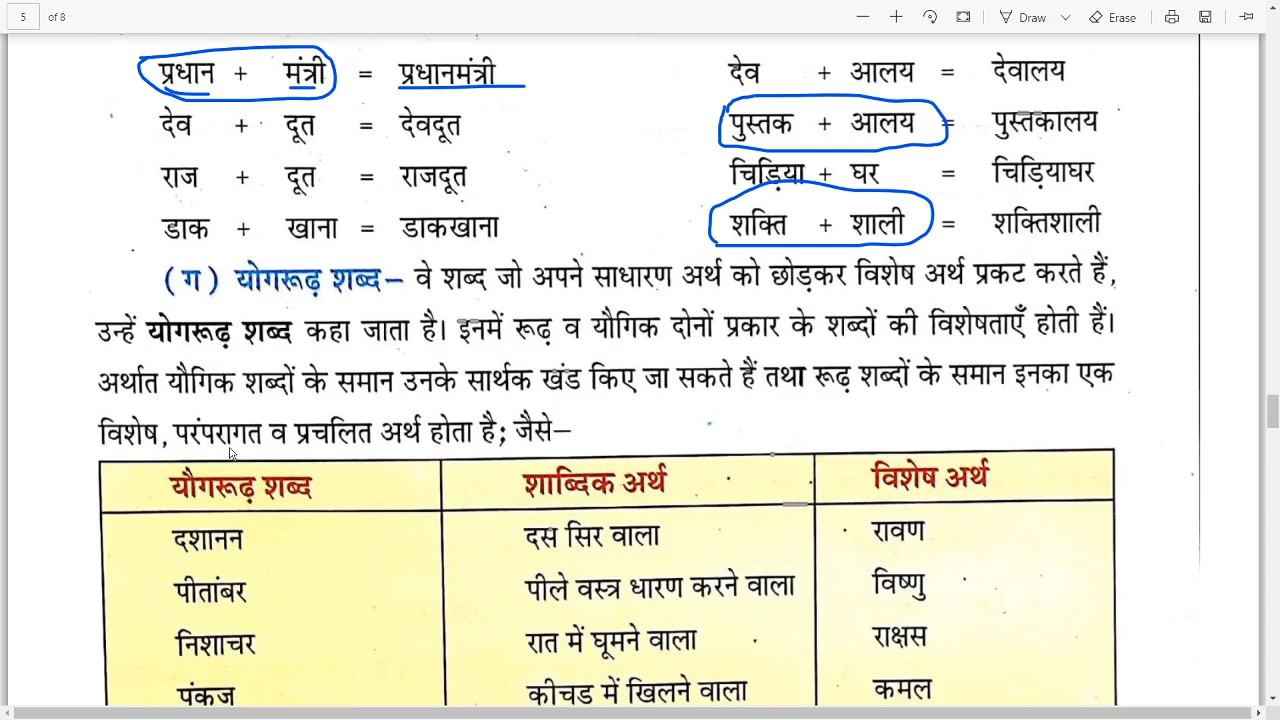 5 of 8 Draw Erase
प्रधान + मंत्री = प्रधानमंत्री देव + आलय = देवालय
देव + दूत = देवदूत पुस्तक + आलय = पुस्तकालय
राज + दूत = राजदूत चिड़िया + घर = चिड़ियाघर
डाक + खाना = डाकखाना शक्ति + शाली = शक्तिशाली
(ग) योगरूढ़ शब्द– वे शब्द जो अपने साधारण अर्थ को छोड़कर विशेष अर्थ प्रकट करते हैं,
उन्हें योगरूढ़ शब्द कहा जाता है। इनमें रूढ़ व यौगिक दोनों प्रकार के शब्दों की विशेषताएँ होती हैं।
अर्थात यौगिक शब्दों के समान उनके सार्थक खंड किए जा सकते हैं तथा रूढ़ शब्दों के समान इनका एक
विशेष, परंपरागत व प्रचलित अर्थ होता है; जैसे–
यौगरूढ़ शब्द शाब्दिक अर्थ विशेष अर्थ
दशानन दस सिर वाला रावण
पीतांबर पीले वस्त्र धारण करने वाला विष्णु
निशाचर रात में घूमने वाला राक्षस
पंकज कीचड़ में खिलने वाला कमल